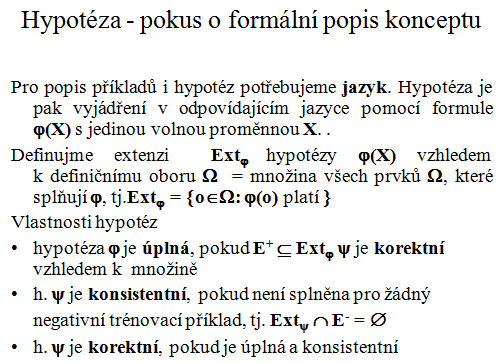 Hypotéza - pokus o formální popis konceptu
Pro popis příkladů i hypotéz potřebujeme jazyk. Hypotéza je
pak vyjádření v odpovídajícím jazyce pomocí formule
φ(X) s jedinou volnou proměnnou X. .
Definujme extenzi Extφ hypotézy φ(X) vzhledem
k definičnímu oboru Ω = množina všech prvků Ω, které
splňují φ, tj.Extφ = {o∈Ω: φ(o) platí }
Vlastnosti hypotéz
• hypotéza φ je úplná, pokud E⁺ ⊆ Extφ ψ je korektní
vzhledem k množině
• h. ψ je konsistentní, pokud není splněna pro žádný
negativní trénovací příklad, tj. Extψ ∩ E⁻ = ∅
• h. ψ je korektní, pokud je úplná a konsistentní